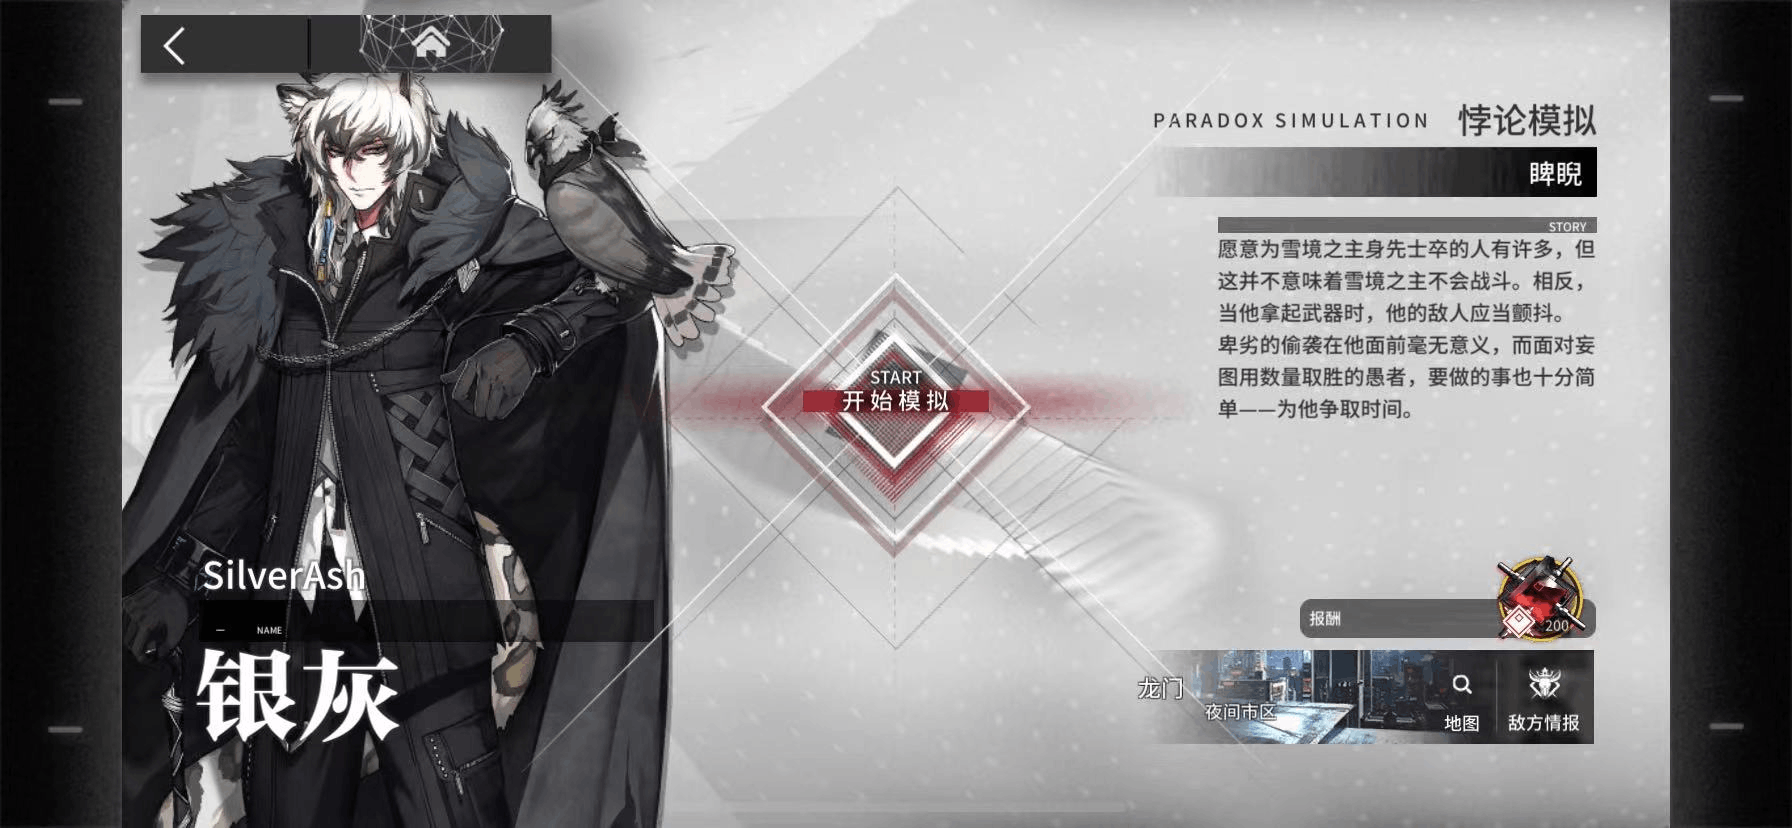 PARADOX SIMULATION 悖论模拟
睥睨
STORY
愿意为雪境之主身先士卒的人有许多，但
这并不意味着雪境之主不会战斗。相反，
当他拿起武器时，他的敌人应当颤抖。
卑劣的偷袭在他面前毫无意义，而面对妄
图用数量取胜的愚者，要做的事也十分简
单——为他争取时间。
START
开始模拟
SilverAsh
NAME
银灰
报酬
200
龙门
夜间市区
地图
敌方情报